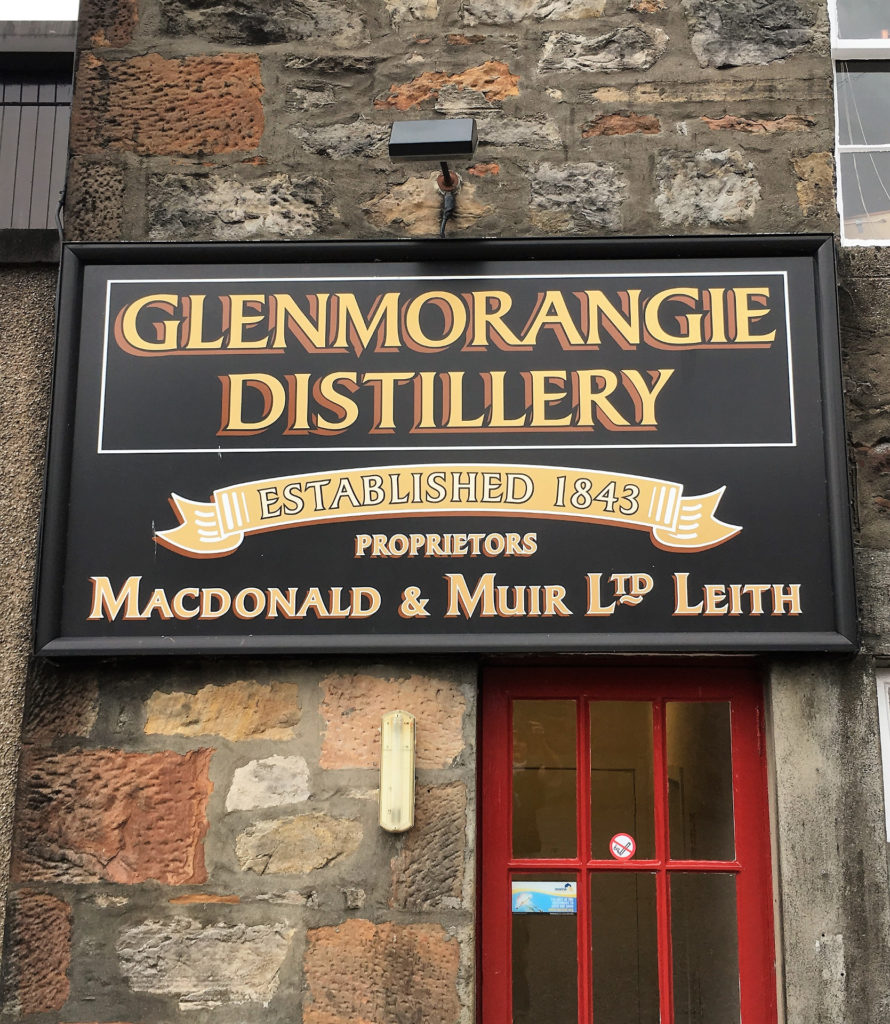 GLENMORANGIE
DISTILLERY
ESTABLISHED 1843
PROPRIETORS
MACDONALD & MUIR LTD LEITH